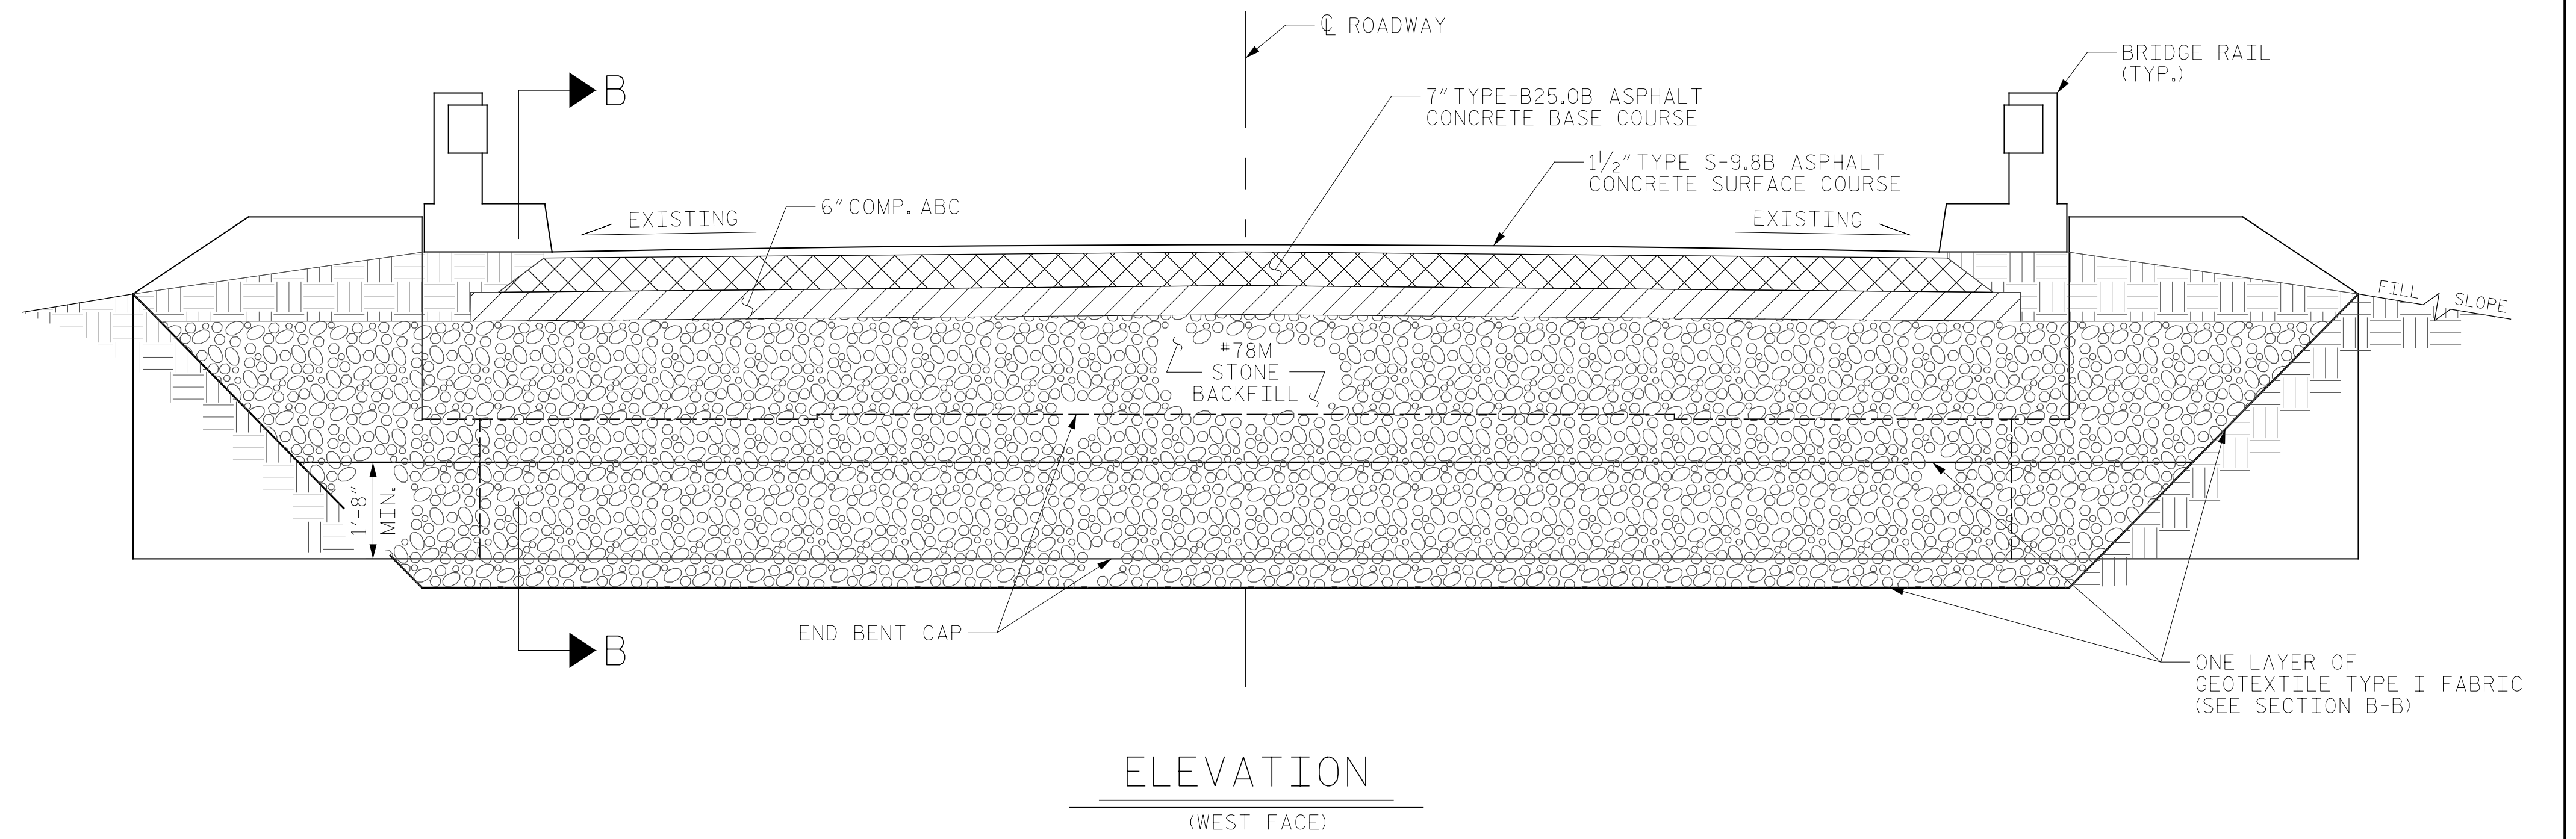 ℄ ROADWAY
BRIDGE RAIL
(TYP.)
B
7" TYPE-B25.0B ASPHALT
CONCRETE BASE COURSE
1½" TYPE S-9.8B ASPHALT
CONCRETE SURFACE COURSE
6" COMP. ABC
EXISTING
EXISTING
FILL SLOPE
#78M
STONE
BACKFILL
1'-8"
MIN.
END BENT CAP
B
ONE LAYER OF
GEOTEXTILE TYPE I FABRIC
(SEE SECTION B-B)
ELEVATION
(WEST FACE)